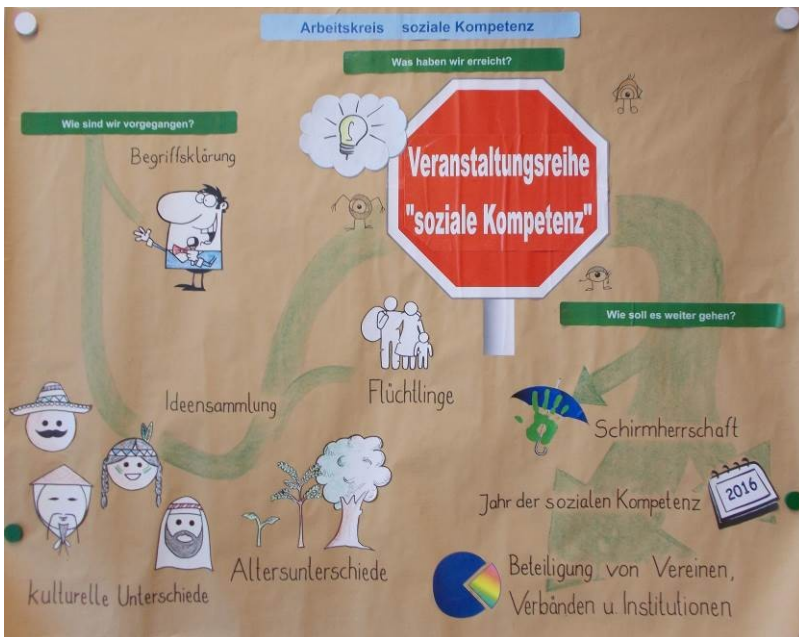 Arbeitskreis soziale Kompetenz
Was haben wir erreicht?
Wie sind wir vorgegangen?
Begriffsklärung
Veranstaltungsreihe
"soziale Kompetenz"
Wie soll es weiter gehen?
Ideensammlung
Flüchtlinge
Schirmherrschaft
Jahr der sozialen Kompetenz
2016
kulturelle Unterschiede
Altersunterschiede
Beteiligung von Vereinen,
Verbänden u. Institutionen